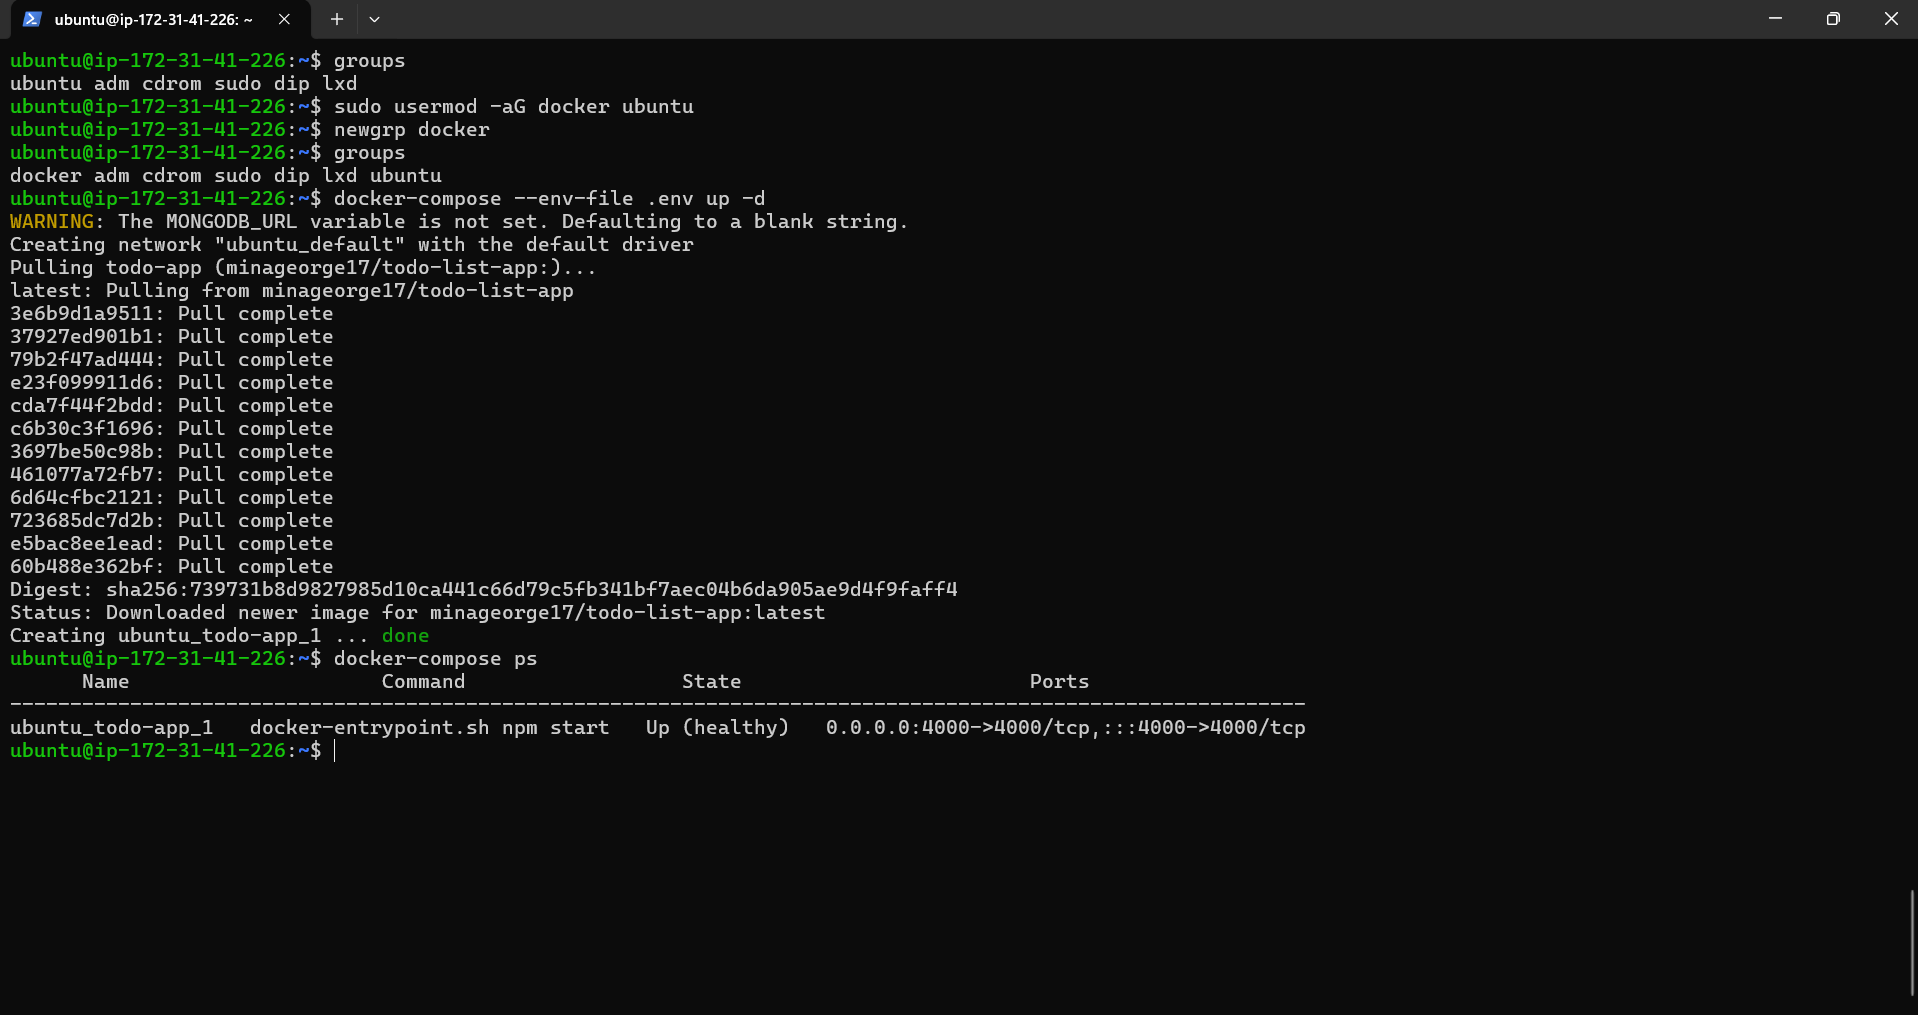 ubuntu@ip-172-31-41-226: ~
ubuntu@ip-172-31-41-226:~$ groups
ubuntu adm cdrom sudo dip lxd
ubuntu@ip-172-31-41-226:~$ sudo usermod -aG docker ubuntu
ubuntu@ip-172-31-41-226:~$ newgrp docker
ubuntu@ip-172-31-41-226:~$ groups
docker adm cdrom sudo dip lxd ubuntu
ubuntu@ip-172-31-41-226:~$ docker-compose --env-file .env up -d
WARNING: The MONGODB_URL variable is not set. Defaulting to a blank string.
Creating network "ubuntu_default" with the default driver
Pulling todo-app (minageorge17/todo-list-app:)...
latest: Pulling from minageorge17/todo-list-app
3e6b9d1a9511: Pull complete
37927ed901b1: Pull complete
79b2f47ad444: Pull complete
e23f099911d6: Pull complete
cda7f44f2bdd: Pull complete
c6b30c3f1696: Pull complete
3697be50c98b: Pull complete
461077a72fb7: Pull complete
6d64cfbc2121: Pull complete
723685dc7d2b: Pull complete
e5bac8ee1ead: Pull complete
60b488e362bf: Pull complete
Digest: sha256:739731b8d9827985d10ca441c66d79c5fb341bf7aec04b6da905ae9d4f9faff4
Status: Downloaded newer image for minageorge17/todo-list-app:latest
Creating ubuntu_todo-app_1 ... done
ubuntu@ip-172-31-41-226:~$ docker-compose ps
Name Command State Ports
------------------------------------------------------------------------------------------------------------
ubuntu_todo-app_1 docker-entrypoint.sh npm start Up (healthy) 0.0.0.0:4000->4000/tcp,:::4000->4000/tcp
ubuntu@ip-172-31-41-226:~$